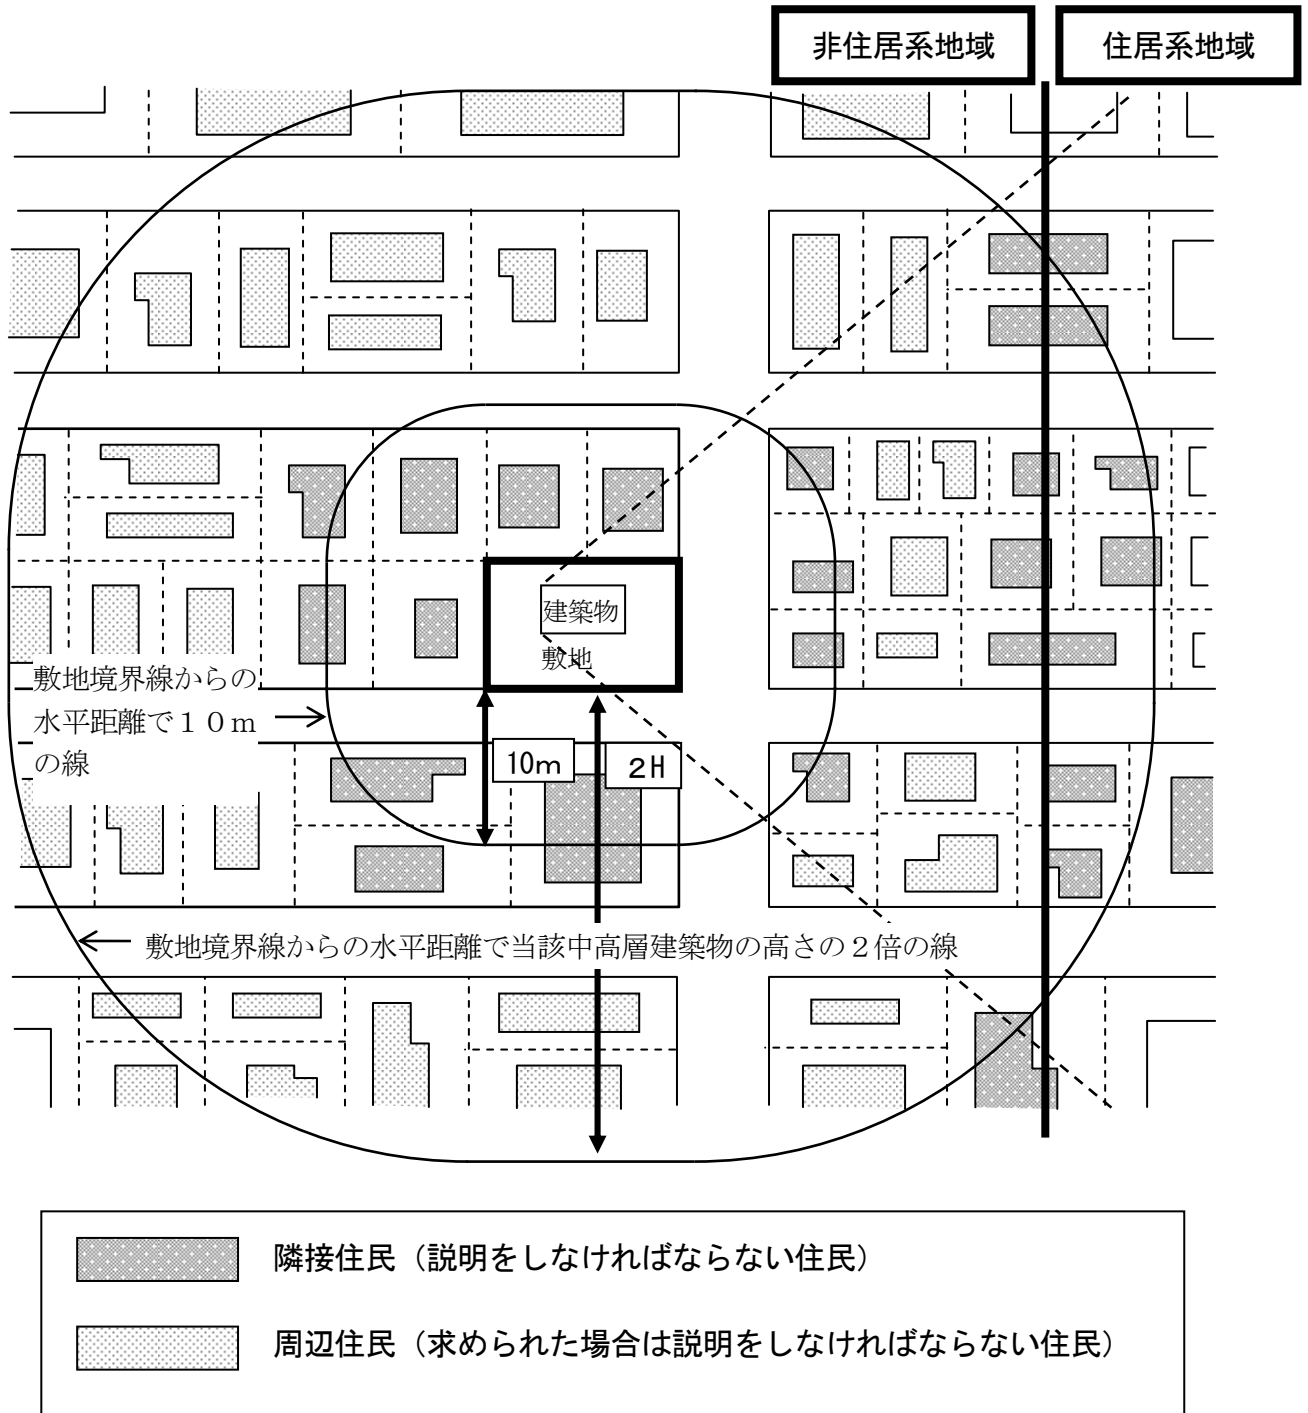 非住居系地域
住居系地域
建築物
敷地
敷地境界線からの
水平距離で１０ｍ
の線
10ｍ
２H
敷地境界線からの水平距離で当該中高層建築物の高さの２倍の線
隣接住民（説明をしなければならない住民）
周辺住民（求められた場合は説明をしなければならない住民）